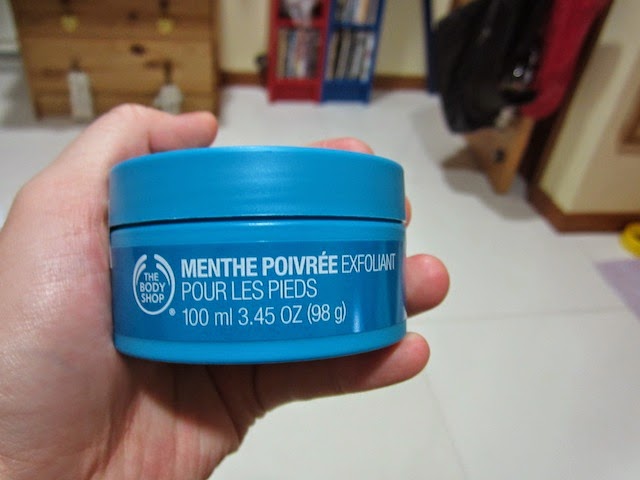 THE
BODY
SHOP
®
MENTHE POIVRÉE EXFOLIANT
POUR LES PIEDS
100 ml 3.45 OZ (98 g)